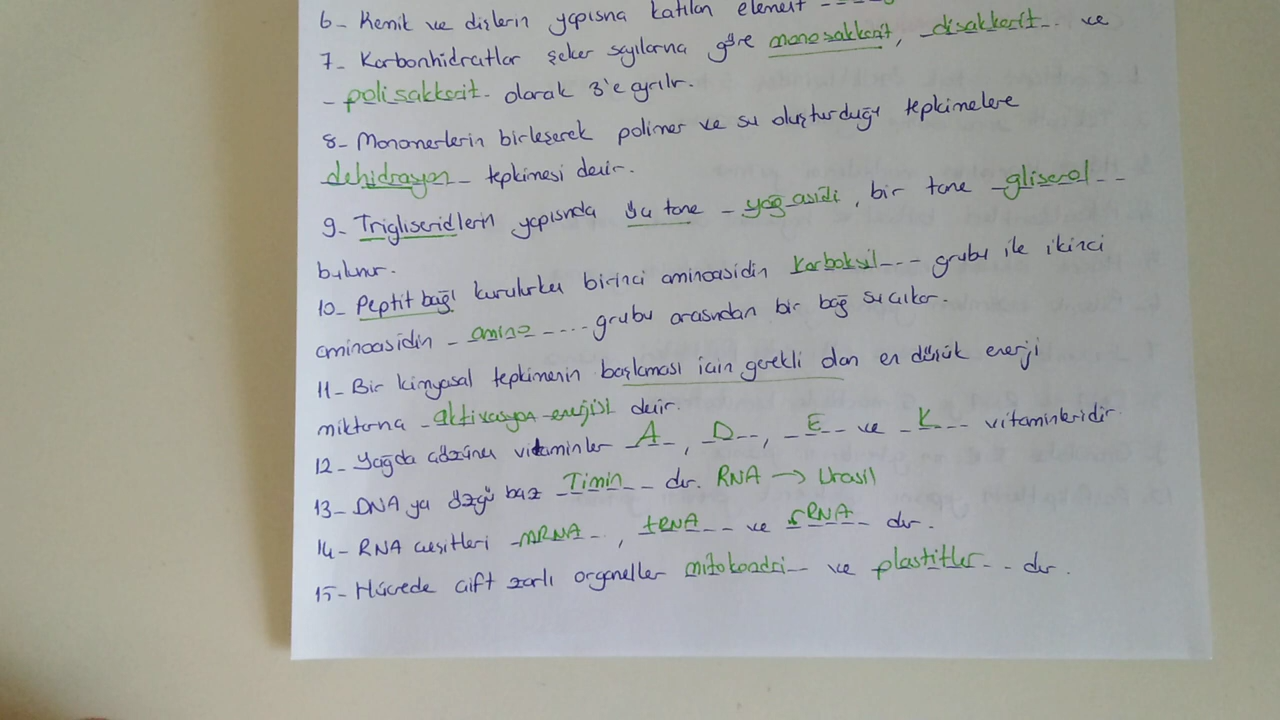 6- Kemik ve dişlerin yapısına katılan element
7- Karbonhidratlar şeker sayılarına göre monosakkarit, disakkarit ve
polisakkarit olarak 3'e ayrılır.
8- Monomerlerin birleşerek polimer ve su oluşturduğu tepkimelere
dehidrasyon tepkimesi denir.
9- Trigliseridlerin yapısında üç tane yağ asidi, bir tane gliserol
bulunur.
10- Peptit bağı kurulurken birinci aminoasidin karboksil grubu ile ikinci
aminoasidin amino grubu arasından bir bağ su çıkar.
11- Bir kimyasal tepkimenin başlaması için gerekli olan en düşük enerji
miktarına aktivasyon enerjisi denir.
12- Yağda çözünen vitaminler A, D, E ve K vitaminleridir
13- DNA ya özgü baz Timin dir. RNA → Urasil
14- RNA çeşitleri mRNA, tRNA ve rRNA dır.
15- Hücrede çift zarlı organeller mitokondri ve plastitler dır.